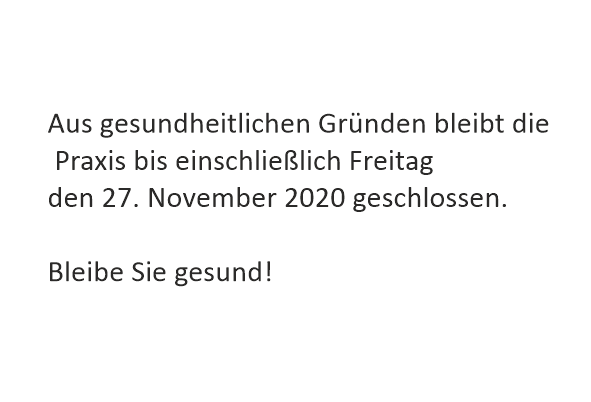 Aus gesundheitlichen Gründen bleibt die
Praxis bis einschließlich Freitag
den 27. November 2020 geschlossen.
Bleibe Sie gesund!